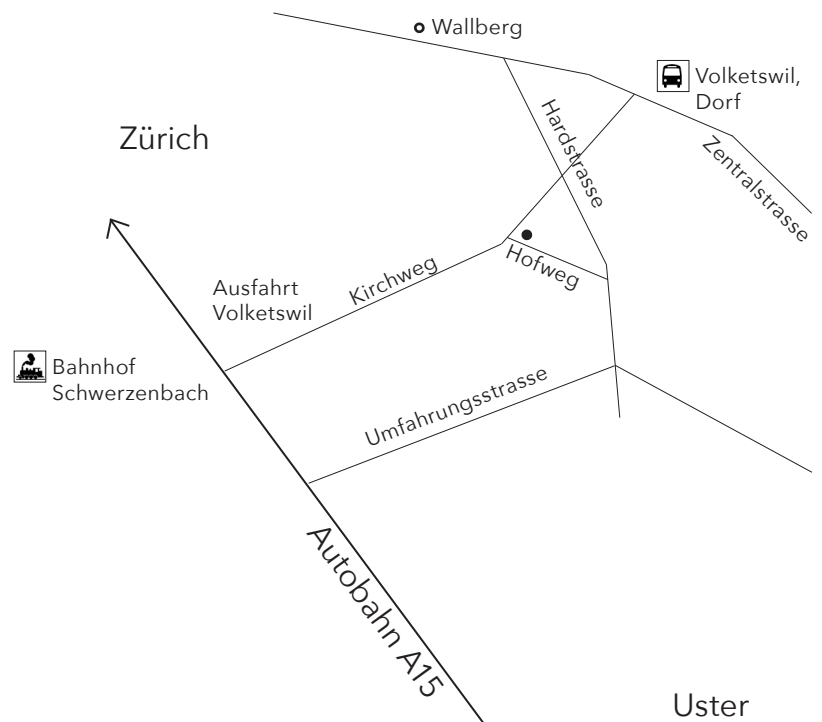 Wallberg
Volketswil,
Dorf
Zürich
Hardstrasse
Zentralstrasse
Hofweg
Kirchweg
Ausfahrt
Volketswil
Bahnhof
Schwerzenbach
Umfahrungsstrasse
Autobahn A15
Uster